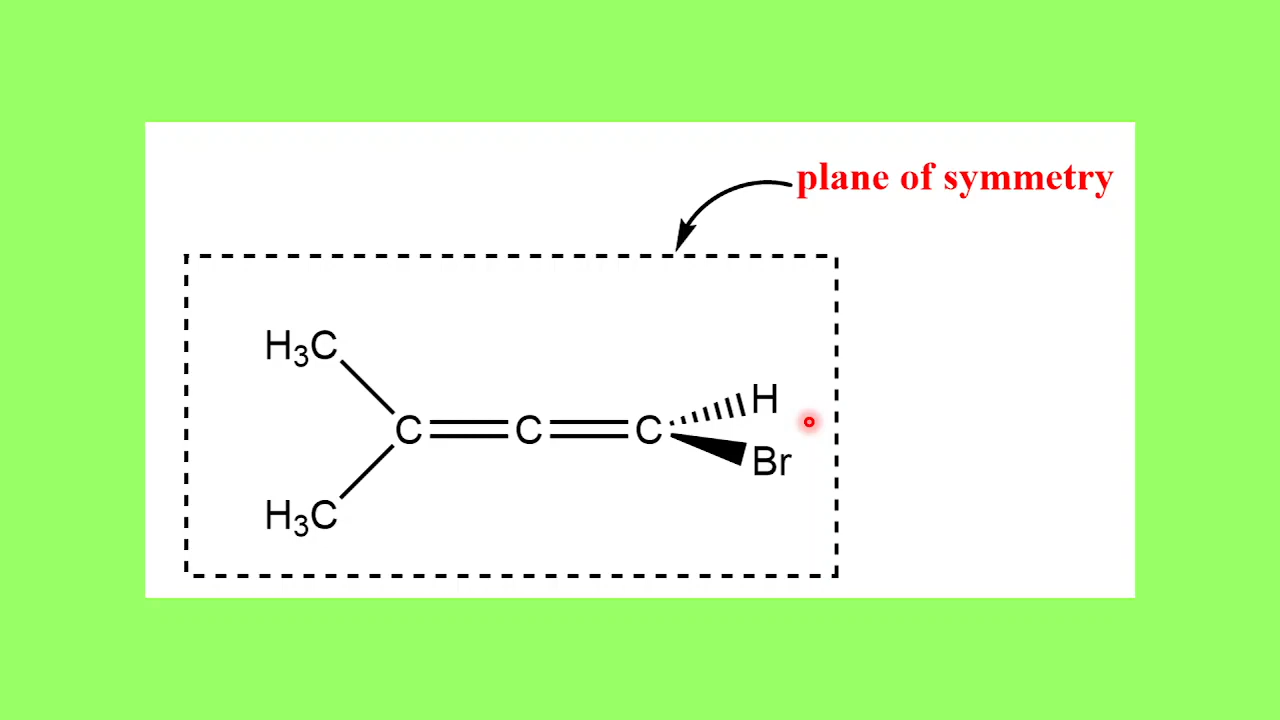 plane of symmetry
H₃C
H
C C C
Br
H₃C